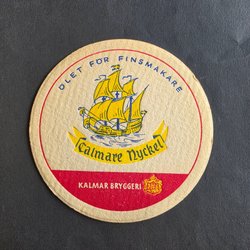 ÖLET FÖR FINSMAKARE
Calmare Nyckel
KALMAR BRYGGERI